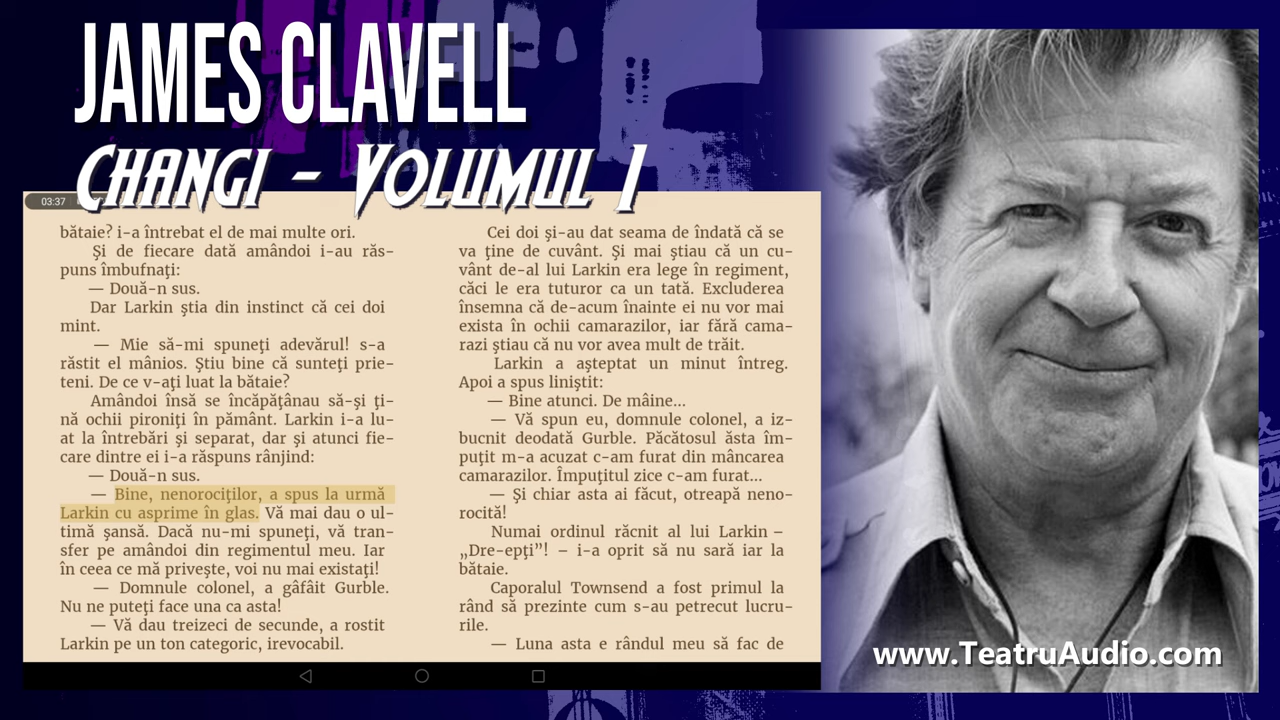 JAMES CLAVELL
CHANGI - VOLUMUL I
03:37
bătaie? i-a întrebat el de mai multe ori.
Şi de fiecare dată amândoi i-au răs-
puns îmbufnaţi:
— Două-n sus.
Dar Larkin ştia din instinct că cei doi
mint.
— Mie să-mi spuneţi adevărul! s-a
răstit el mânios. Ştiu bine că sunteţi prie-
teni. De ce v-aţi luat la bătaie?
Amândoi însă se încăpăţânau să-şi ţi-
nă ochii pironiţi în pământ. Larkin i-a lu-
at la întrebări şi separat, dar şi atunci fie-
care dintre ei i-a răspuns rânjind:
— Două-n sus.
— Bine, nenorociţilor, a spus la urmă
Larkin cu asprime în glas. Vă mai dau o ul-
timă şansă. Dacă nu-mi spuneţi, vă tran-
sfer pe amândoi din regimentul meu. Iar
în ceea ce mă priveşte, voi nu mai existaţi!
— Domnule colonel, a gâfâit Gurble.
Nu ne puteţi face una ca asta!
— Vă dau treizeci de secunde, a rostit
Larkin pe un ton categoric, irevocabil.
Cei doi şi-au dat seama de îndată că se
va ţine de cuvânt. Şi mai ştiau că un cu-
vânt de-al lui Larkin era lege în regiment,
căci le era tuturor ca un tată. Excluderea
însemna că de-acum înainte ei nu vor mai
exista în ochii camarazilor, iar fără cama-
razi ştiau că nu vor avea mult de trăit.
Larkin a aşteptat un minut întreg.
Apoi a spus liniştit:
— Bine atunci. De mâine...
— Vă spun eu, domnule colonel, a iz-
bucnit deodată Gurble. Păcătosul ăsta îm-
puţit m-a acuzat c-am furat din mâncarea
camarazilor. Împuţitul zice c-am furat...
— Şi chiar asta ai făcut, otreapă neno-
rocită!
Numai ordinul răcnit al lui Larkin –
„Dre-epţi”! – i-a oprit să nu sară iar la
bătaie.
Caporalul Townsend a fost primul la
rând să prezinte cum s-au petrecut lucru-
rile.
— Luna asta e rândul meu să fac de
www.TeatruAudio.com